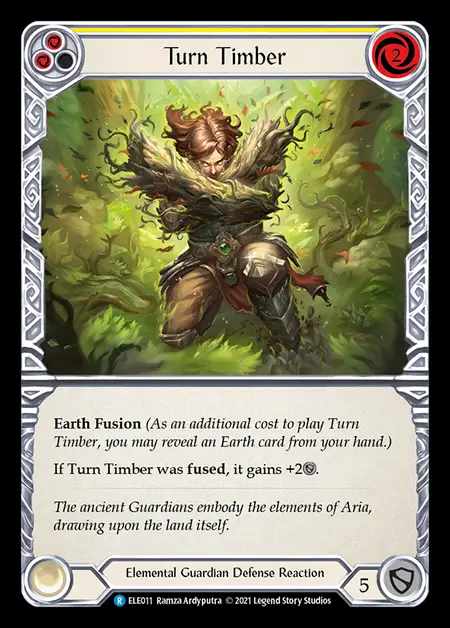 Turn Timber
2
Earth Fusion (As an additional cost to play Turn
Timber, you may reveal an Earth card from your hand.)
If Turn Timber was fused, it gains +2.
The ancient Guardians embody the elements of Aria,
drawing upon the land itself.
Elemental Guardian Defense Reaction
5
R ELE011 Ramza Ardyputra © 2021 Legend Story Studios